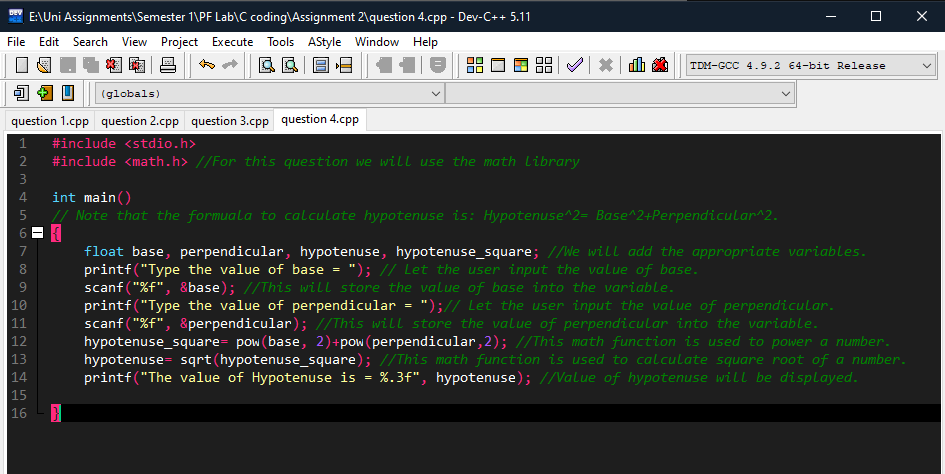 E:\Uni Assignments\Semester 1\PF Lab\C coding\Assignment 2\question 4.cpp - Dev-C++ 5.11
File Edit Search View Project Execute Tools AStyle Window Help
TDM-GCC 4.9.2 64-bit Release
(globals)
question 1.cpp question 2.cpp question 3.cpp question 4.cpp
1 #include <stdio.h>
2 #include <math.h> //For this question we will use the math library
3
4 int main()
5 // Note that the formuala to calculate hypotenuse is: Hypotenuse^2= Base^2+Perpendicular^2.
6 {
7 float base, perpendicular, hypotenuse, hypotenuse_square; //We will add the appropriate variables.
8 printf("Type the value of base = "); // Let the user input the value of base.
9 scanf("%f", &base); //This will store the value of base into the variable.
10 printf("Type the value of perpendicular = ");// Let the user input the value of perpendicular.
11 scanf("%f", &perpendicular); //This will store the value of perpendicular into the variable.
12 hypotenuse_square= pow(base, 2)+pow(perpendicular,2); //This math function is used to power a number.
13 hypotenuse= sqrt(hypotenuse_square); //This math function is used to calculate square root of a number.
14 printf("The value of Hypotenuse is = %.3f", hypotenuse); //Value of hypotenuse will be displayed.
15
16 }